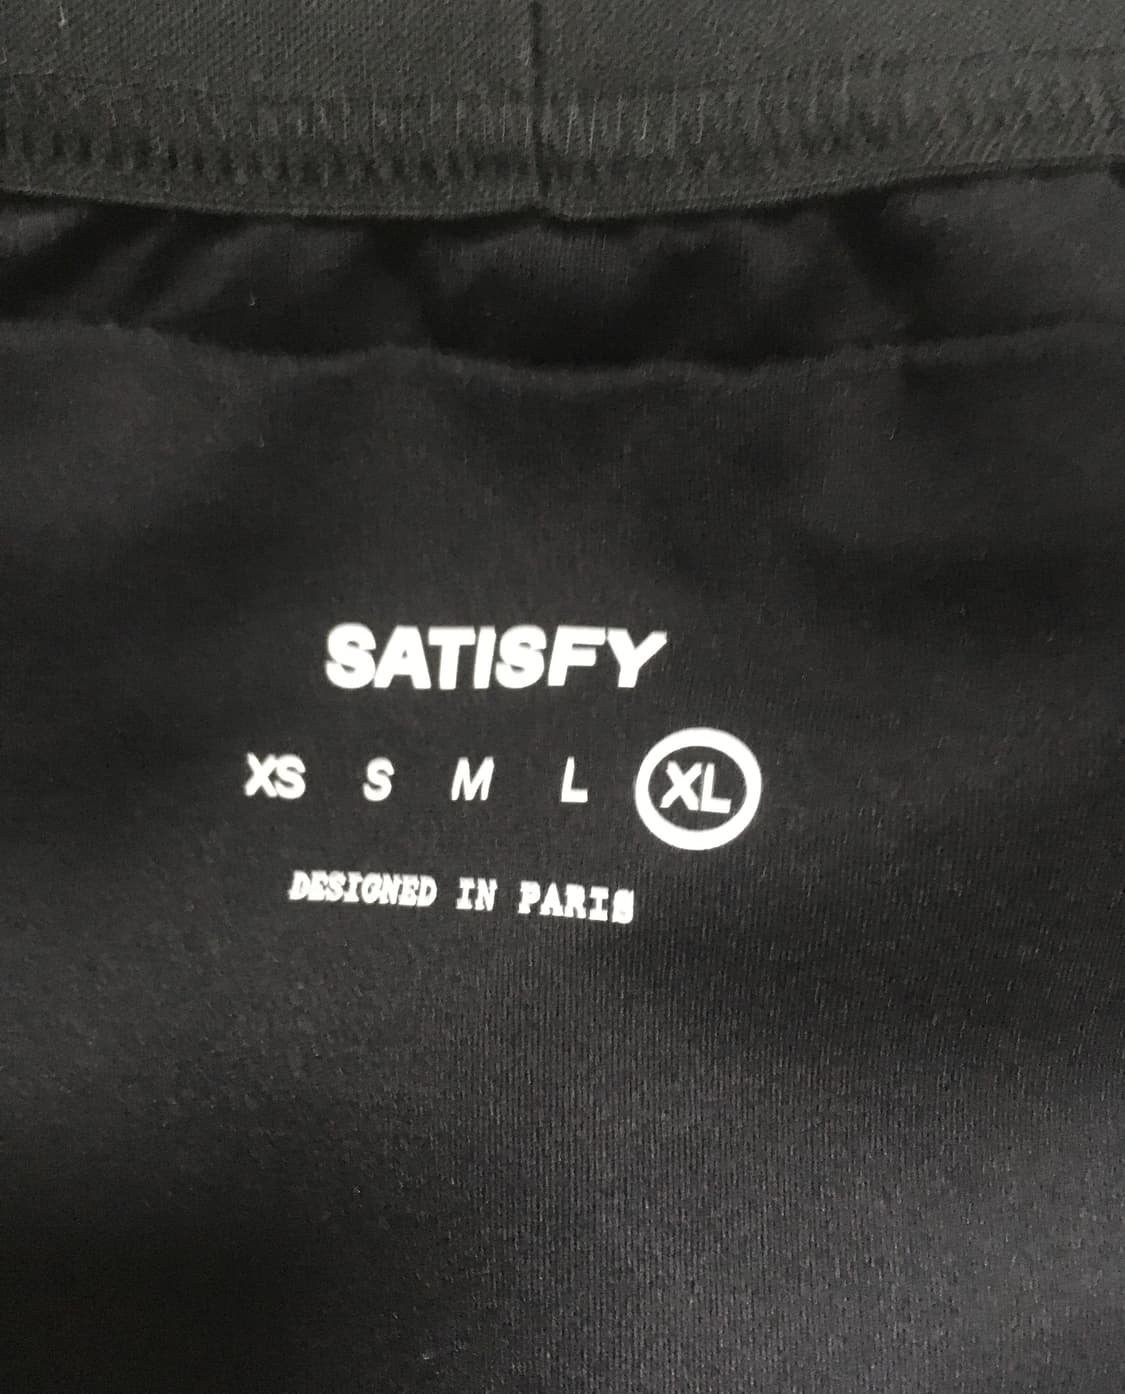 SATISFY
XS S M L XL
DESIGNED IN PARIS